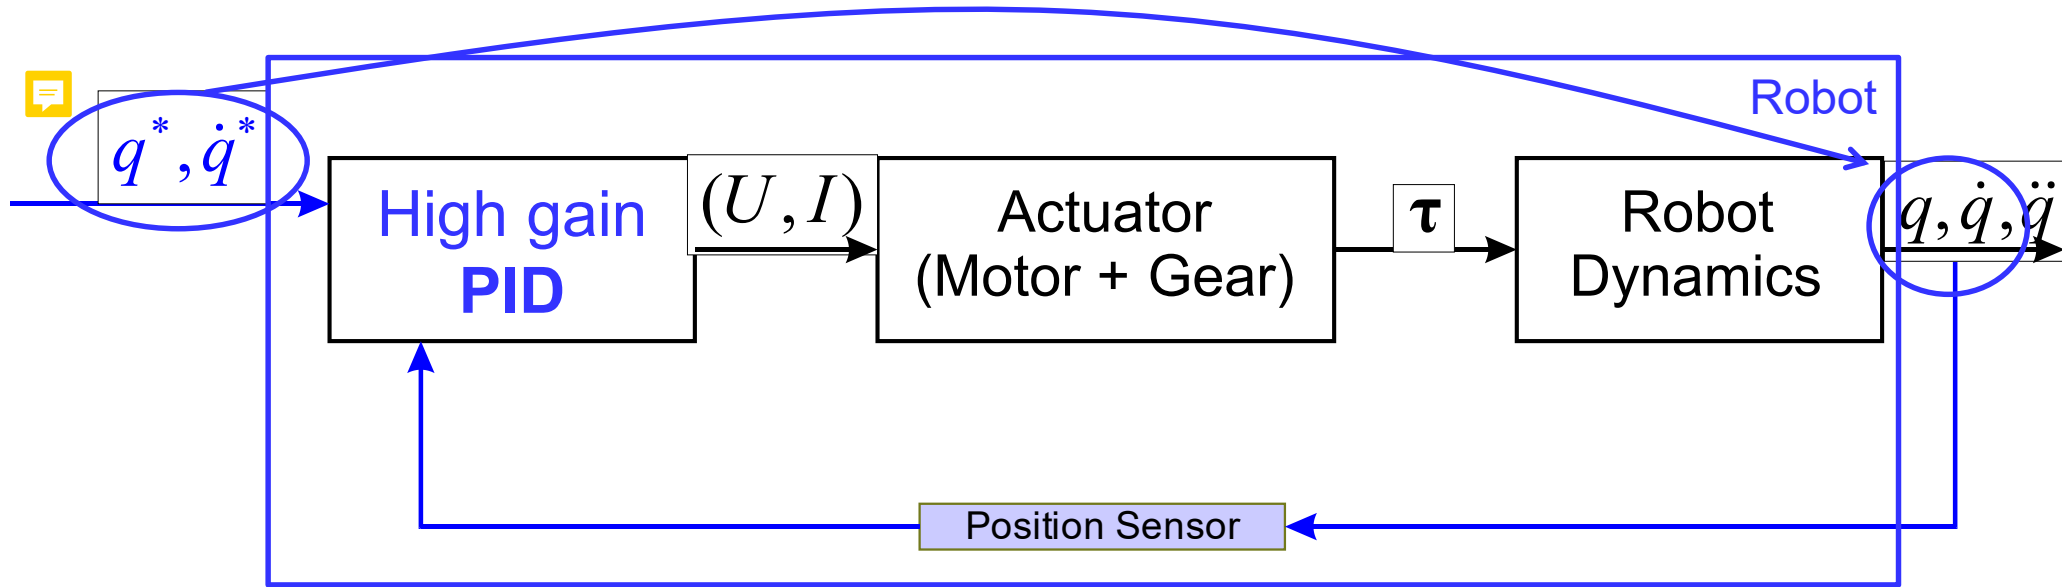 Robot
q*, q̇*
High gain
PID
(U, I)
Actuator
(Motor + Gear)
τ
Robot
Dynamics
q, q̇, q̈
Position Sensor